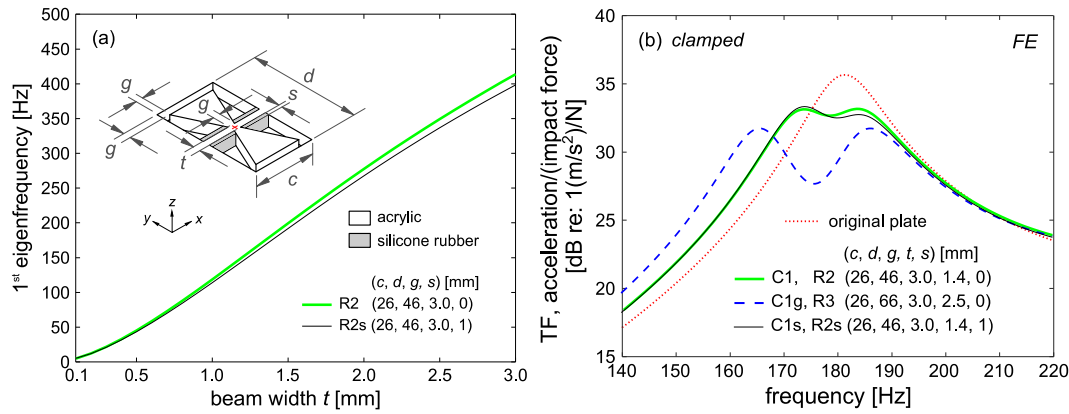 (a)
1st eigenfrequency [Hz]
500
450
400
350
300
250
200
150
100
50
0
0.1
0.5
1.0
1.5
2.0
2.5
3.0
beam width t [mm]
d
g
s
g
g
t
c
z
y
x
acrylic
silicone rubber
(c, d, g, s) [mm]
R2 (26, 46, 3.0, 0)
R2s (26, 46, 3.0, 1)
(b) clamped
FE
TF, acceleration/(impact force)
[dB re: 1(m/s²)/N]
40
35
30
25
20
15
140 150 160 170 180 190 200 210 220
frequency [Hz]
original plate
(c, d, g, t, s) [mm]
C1, R2 (26, 46, 3.0, 1.4, 0)
C1g, R3 (26, 66, 3.0, 2.5, 0)
C1s, R2s (26, 46, 3.0, 1.4, 1)